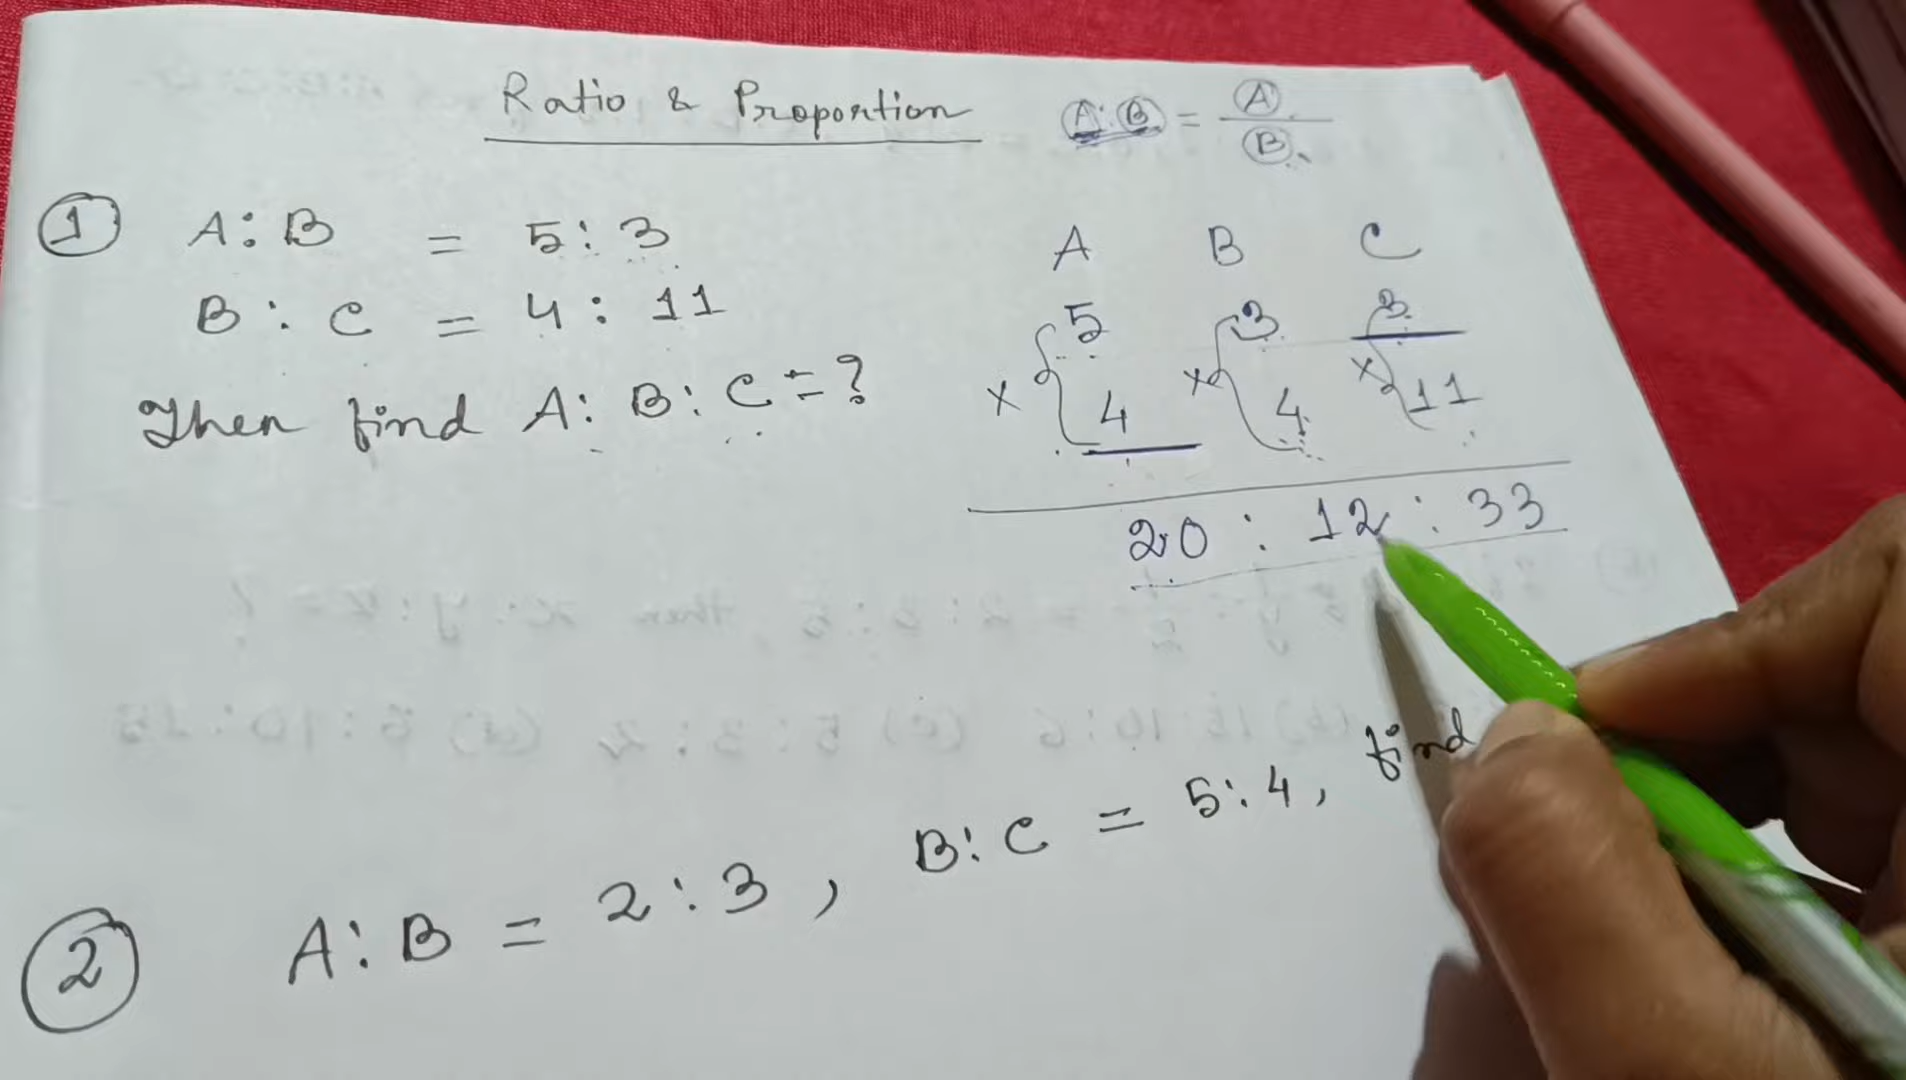 Ratio & Proportion
A:B = A/B
1 A:B = 5:3
B:C = 4:11
Then find A:B:C = ?
A B C
5 3 3
× 4 × 4 × 11
20 : 12 : 33
2 A:B = 2:3, B:C = 5:4, find